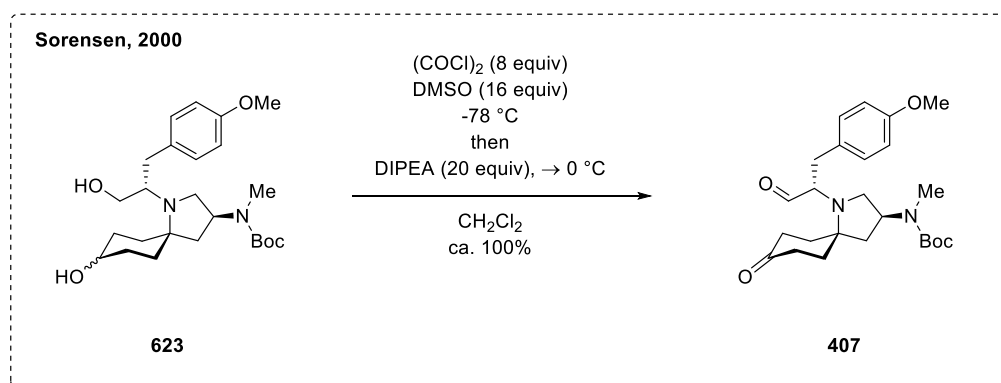 Sorensen, 2000
(COCl)2 (8 equiv)
DMSO (16 equiv)
-78 °C
then
DIPEA (20 equiv), → 0 °C
CH2Cl2
ca. 100%
OMe
HO
N
Me
N
Boc
HO
623
OMe
O
N
Me
N
Boc
O
407